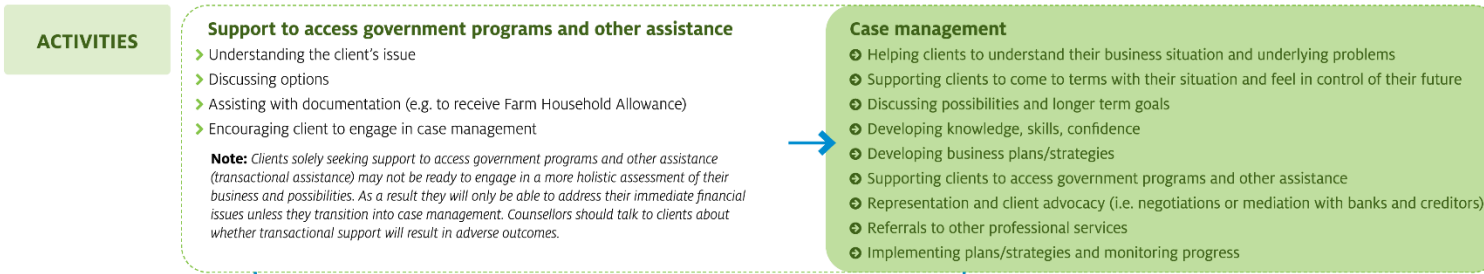 ACTIVITIES
Support to access government programs and other assistance
Understanding the client's issue
Discussing options
Assisting with documentation (e.g. to receive Farm Household Allowance)
Encouraging client to engage in case management
Note: Clients solely seeking support to access government programs and other assistance
(transactional assistance) may not be ready to engage in a more holistic assessment of their
business and possibilities. As a result they will only be able to address their immediate financial
issues unless they transition into case management. Counsellors should talk to clients about
whether transactional support will result in adverse outcomes.
Case management
Helping clients to understand their business situation and underlying problems
Supporting clients to come to terms with their situation and feel in control of their future
Discussing possibilities and longer term goals
Developing knowledge, skills, confidence
Developing business plans/strategies
Supporting clients to access government programs and other assistance
Representation and client advocacy (i.e. negotiations or mediation with banks and creditors)
Referrals to other professional services
Implementing plans/strategies and monitoring progress